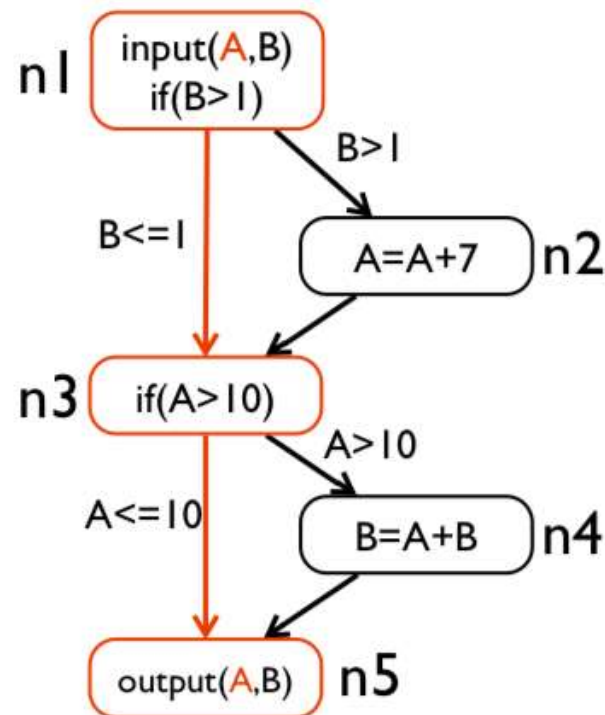 n1
input(A,B)
if(B>1)
B>1
B<=1
A=A+7
n2
n3
if(A>10)
A>10
A<=10
B=A+B
n4
output(A,B)
n5